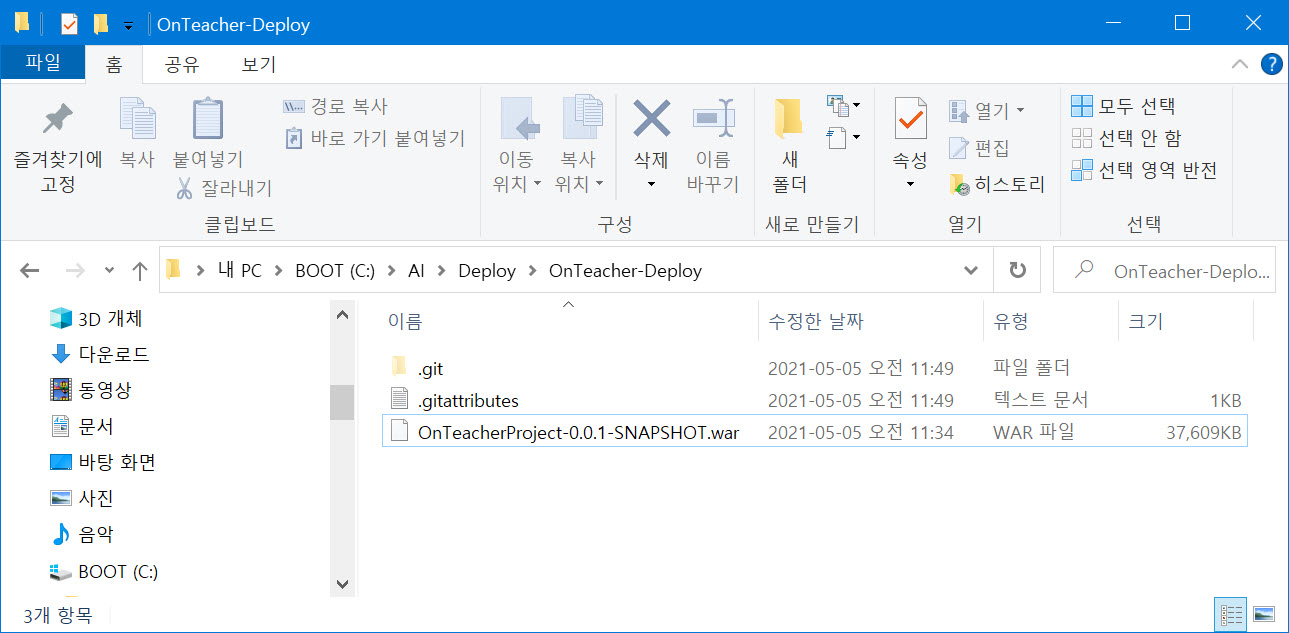 OnTeacher-Deploy
파일 홈 공유 보기
즐겨찾기에 고정
복사
붙여넣기
잘라내기
경로 복사
바로 가기 붙여넣기
클립보드
이동 위치
복사 위치
삭제
이름 바꾸기
구성
새 폴더
새로 만들기
속성
열기
편집
히스토리
열기
모두 선택
선택 안 함
선택 영역 반전
선택
내 PC > BOOT (C:) > AI > Deploy > OnTeacher-Deploy
OnTeacher-Deplo...
3D 개체
다운로드
동영상
문서
바탕 화면
사진
음악
BOOT (C:)
이름 수정한 날짜 유형 크기
.git 2021-05-05 오전 11:49 파일 폴더
.gitattributes 2021-05-05 오전 11:49 텍스트 문서 1KB
OnTeacherProject-0.0.1-SNAPSHOT.war 2021-05-05 오전 11:34 WAR 파일 37,609KB
3개 항목